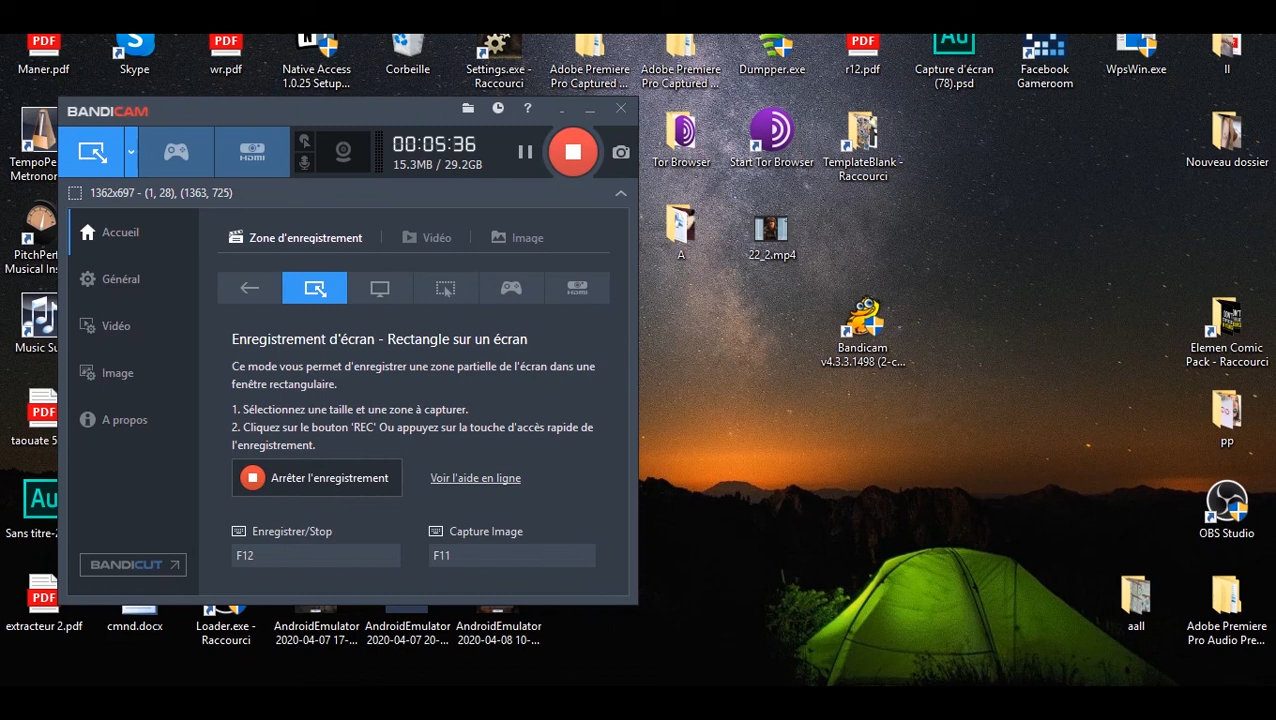 Maner.pdf
Skype
wr.pdf
Native Access
1.0.25 Setup...
Corbeille
Settings.exe -
Raccourci
Adobe Premiere
Pro Captured ...
Adobe Premiere
Pro Captured ...
Dumpper.exe
r12.pdf
Capture d'écran
(78).psd
Facebook
Gameroom
WpsWin.exe
ll
PDF
PDF
PDF
Au
BANDICAM
?
HDMI
00:05:36
15.3MB / 29.2GB
1362x697 - (1, 28), (1363, 725)
Accueil
Général
Vidéo
Image
A propos
BANDICUT
Zone d'enregistrement
Vidéo
Image
HDMI
Enregistrement d'écran - Rectangle sur un écran
Ce mode vous permet d'enregistrer une zone partielle de l'écran dans une
fenêtre rectangulaire.
1. Sélectionnez une taille et une zone à capturer.
2. Cliquez sur le bouton 'REC' Ou appuyez sur la touche d'accès rapide de
l'enregistrement.
Arrêter l'enregistrement
Voir l'aide en ligne
Enregistrer/Stop
Capture Image
F12
F11
TempoPe
Metronor
PitchPerf
Musical Ins
Music Su
PDF
taouate 5
Au
Sans titre-2
PDF
extracteur 2.pdf
cmnd.docx
Loader.exe -
Raccourci
AndroidEmulator
2020-04-07 17-...
AndroidEmulator
2020-04-07 20-...
AndroidEmulator
2020-04-08 10-...
Tor Browser
Start Tor Browser
TemplateBlank -
Raccourci
Nouveau dossier
A
22_2.mp4
Bandicam
v4.3.3.1498 (2-c...
Elemen Comic
Pack - Raccourci
pp
OBS Studio
aall
Adobe Premiere
Pro Audio Pre...